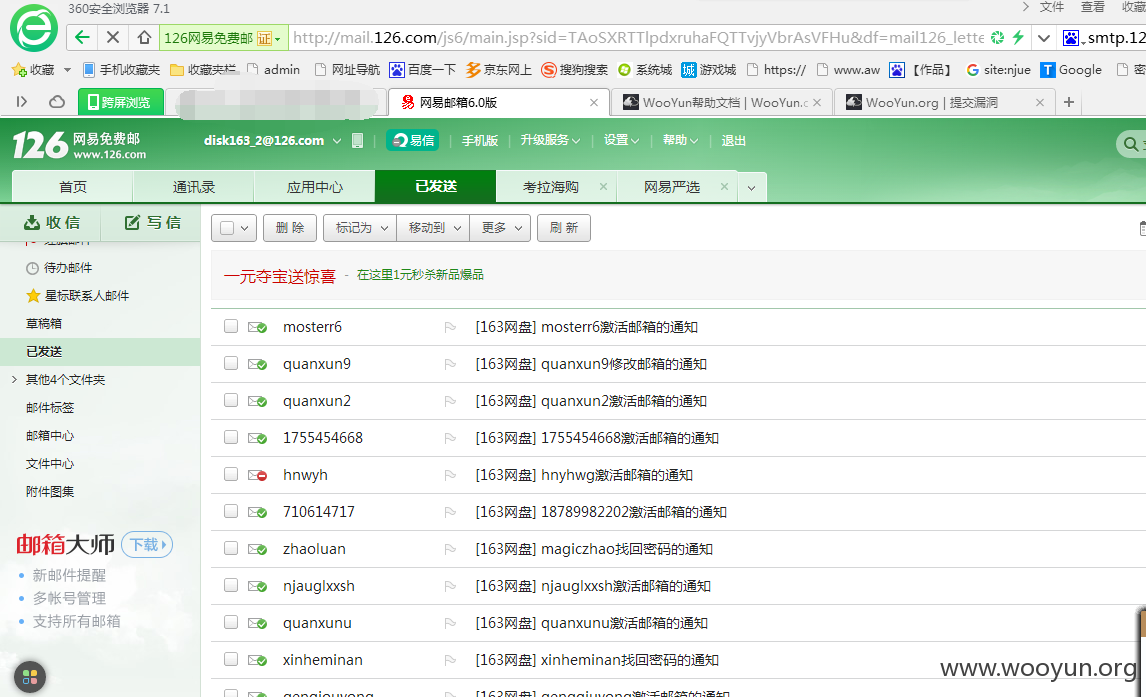 360安全浏览器 7.1
文件 查看 收藏
126网易免费邮 证 http://mail.126.com/js6/main.jsp?sid=TAoSXRTTlpdxruhaFQTTvjyVbrAsVFHu&df=mail126_lette smtp.12
收藏 手机收藏夹 收藏夹栏 admin 网址导航 百度一下 京东网上 搜狗搜索 系统城 游戏城 https:// www.aw 【作品】 site:njue Google 密
跨屏浏览 网易邮箱6.0版 WooYun帮助文档 | WooYun.o WooYun.org | 提交漏洞
126 网易免费邮
www.126.com
disk163_2@126.com 易信 手机版 升级服务 设置 帮助 退出
首页 通讯录 应用中心 已发送 考拉海购 网易严选
收信 写信
删除 标记为 移动到 更多 刷新
待办邮件
星标联系人邮件
草稿箱
已发送
其他4个文件夹
邮件标签
邮箱中心
文件中心
附件图集
邮箱大师 下载
新邮件提醒
多帐号管理
支持所有邮箱
一元夺宝送惊喜 - 在这里1元秒杀新品爆品
mosterr6 [163网盘] mosterr6激活邮箱的通知
quanxun9 [163网盘] quanxun9修改邮箱的通知
quanxun2 [163网盘] quanxun2激活邮箱的通知
1755454668 [163网盘] 1755454668激活邮箱的通知
hnwyh [163网盘] hnyhwg激活邮箱的通知
710614717 [163网盘] 18789982202激活邮箱的通知
zhaoluan [163网盘] magiczhao找回密码的通知
njauglxxsh [163网盘] njauglxxsh激活邮箱的通知
quanxunu [163网盘] quanxunu激活邮箱的通知
xinheminan [163网盘] xinheminan找回密码的通知
www.wooyun.org